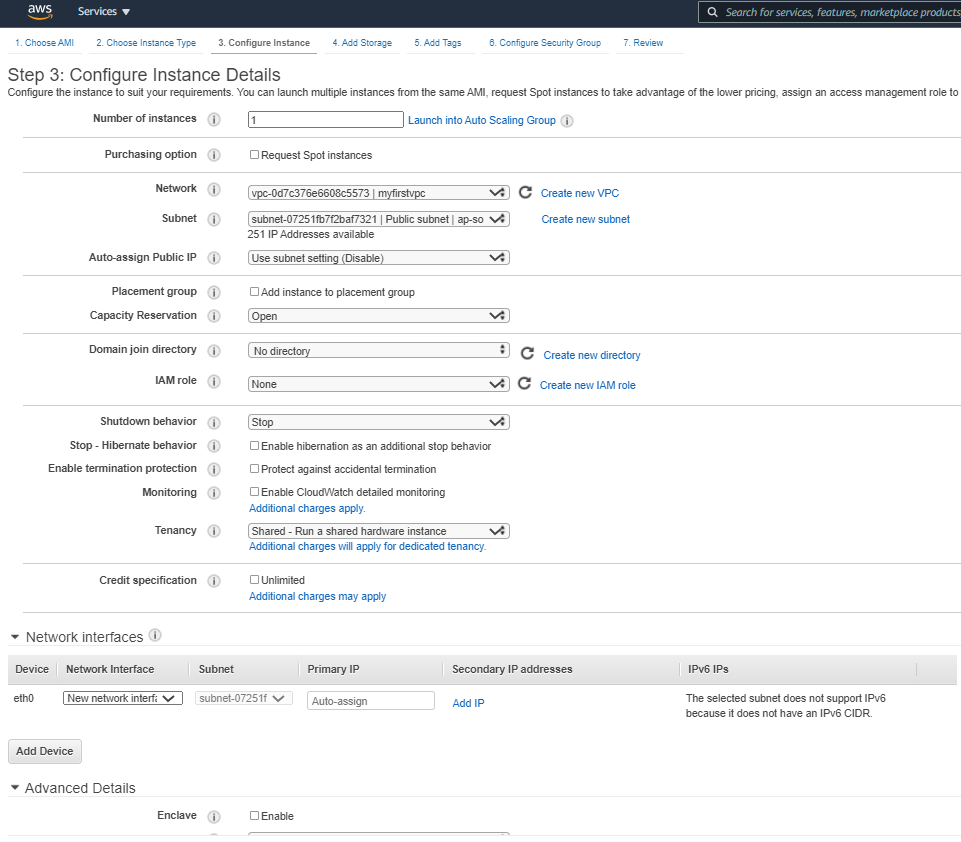 aws Services Search for services, features, marketplace products
1. Choose AMI 2. Choose Instance Type 3. Configure Instance 4. Add Storage 5. Add Tags 6. Configure Security Group 7. Review
Step 3: Configure Instance Details
Configure the instance to suit your requirements. You can launch multiple instances from the same AMI, request Spot instances to take advantage of the lower pricing, assign an access management role to
Number of instances i 1 Launch into Auto Scaling Group i
Purchasing option i Request Spot instances
Network i vpc-0d7c376e6608c5573 | myfirstvpc Create new VPC
Subnet i subnet-07251fb7f2baf7321 | Public subnet | ap-so Create new subnet
251 IP Addresses available
Auto-assign Public IP i Use subnet setting (Disable)
Placement group i Add instance to placement group
Capacity Reservation i Open
Domain join directory i No directory Create new directory
IAM role i None Create new IAM role
Shutdown behavior i Stop
Stop - Hibernate behavior i Enable hibernation as an additional stop behavior
Enable termination protection i Protect against accidental termination
Monitoring i Enable CloudWatch detailed monitoring
Additional charges apply.
Tenancy i Shared - Run a shared hardware instance
Additional charges will apply for dedicated tenancy.
Credit specification i Unlimited
Additional charges may apply
Network interfaces i
Device Network Interface Subnet Primary IP Secondary IP addresses IPv6 IPs
eth0 New network interfa subnet-07251f Auto-assign Add IP The selected subnet does not support IPv6
because it does not have an IPv6 CIDR.
Add Device
Advanced Details
Enclave i Enable